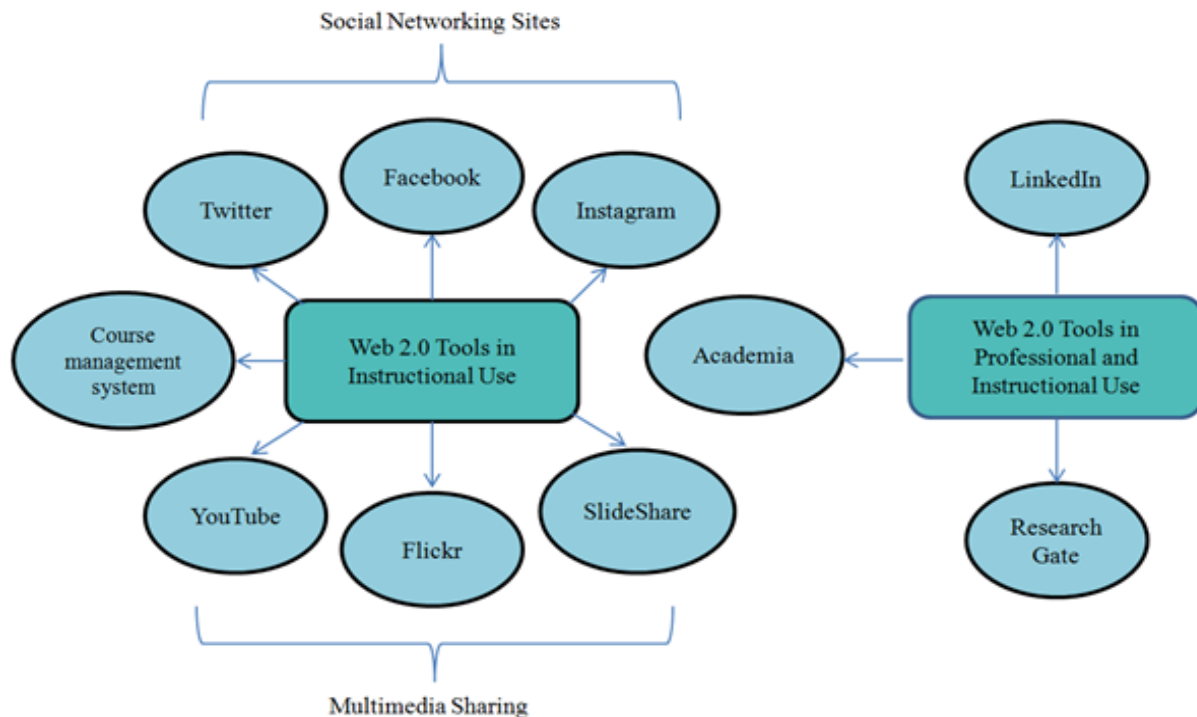 Social Networking Sites
Twitter
Facebook
Instagram
LinkedIn
Course
management
system
Web 2.0 Tools in
Instructional Use
Academia
Web 2.0 Tools in
Professional and
Instructional Use
YouTube
Flickr
SlideShare
Research
Gate
Multimedia Sharing